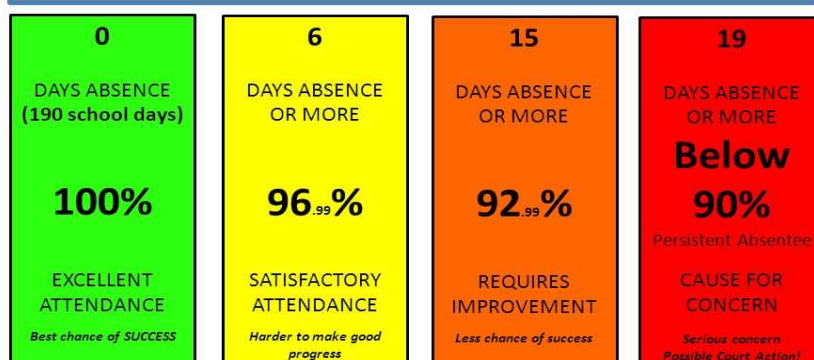 0
DAYS ABSENCE
(190 school days)
100%
EXCELLENT
ATTENDANCE
Best chance of SUCCESS
6
DAYS ABSENCE
OR MORE
96.99%
SATISFACTORY
ATTENDANCE
Harder to make good
progress
15
DAYS ABSENCE
OR MORE
92.99%
REQUIRES
IMPROVEMENT
Less chance of success
19
DAYS ABSENCE
OR MORE
Below
90%
Persistent Absentee
CAUSE FOR
CONCERN
Serious concern
Possible Court Action!